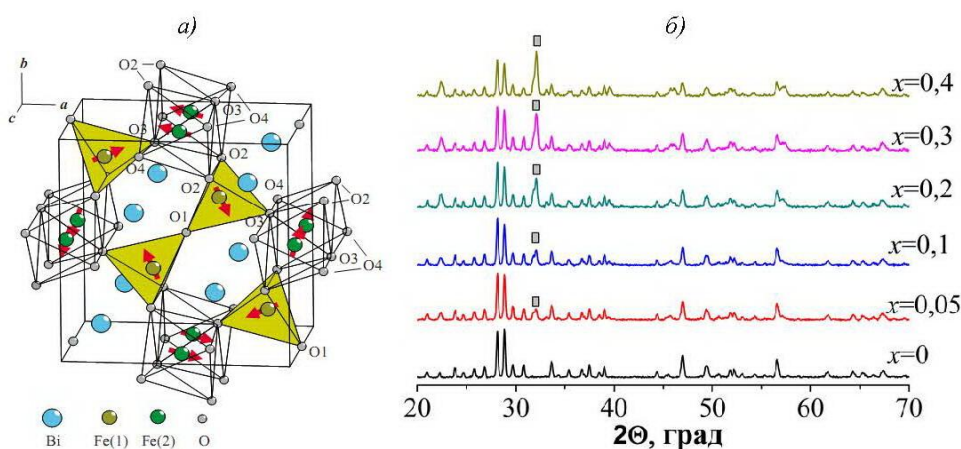 а)
б)
b
a
c
O2
O3
O4
O3
O4
O2
O2
O4
O1
O3
O2
O3
O4
O1
Bi
Fe(1)
Fe(2)
O
x=0,4
x=0,3
x=0,2
x=0,1
x=0,05
x=0
20 30 40 50 60 70
2Θ, град